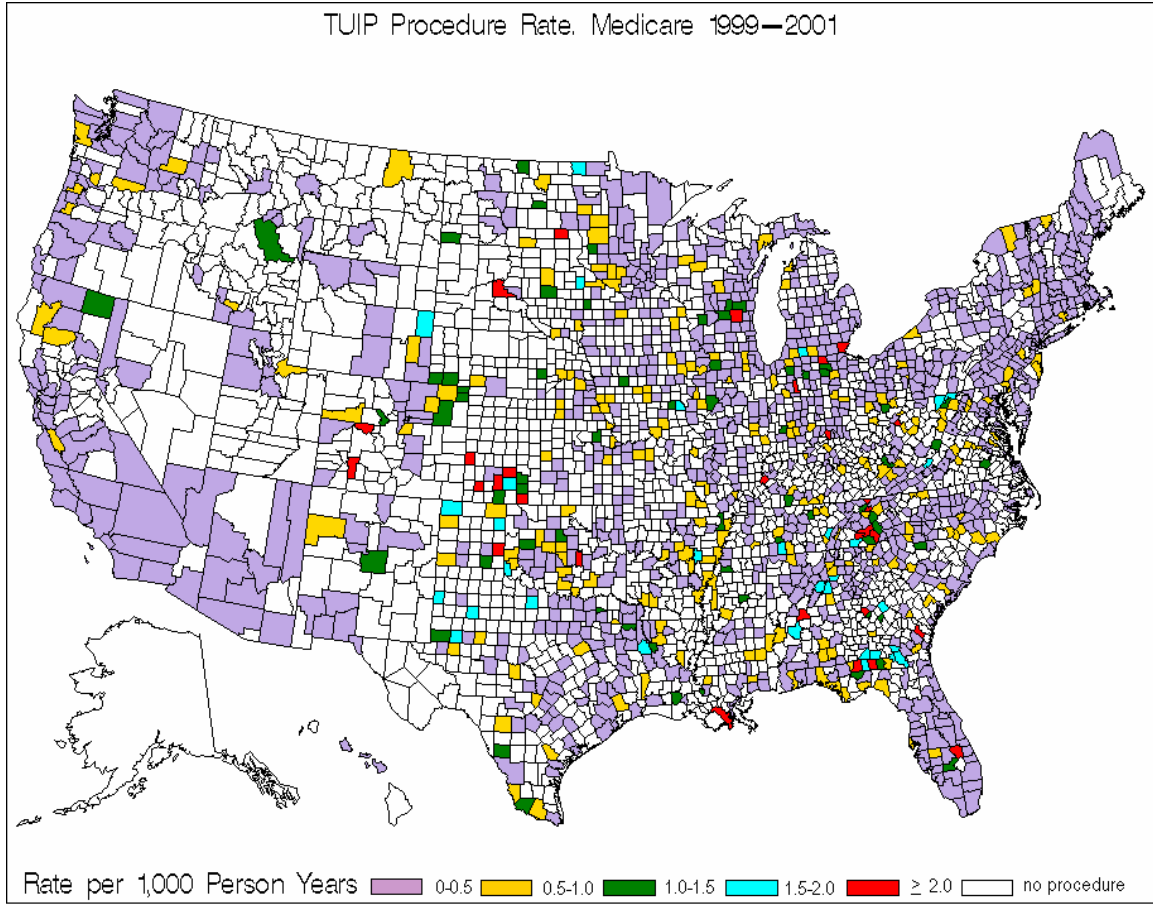 TUIP Procedure Rate. Medicare 1999—2001
Rate per 1,000 Person Years 0-0.5 0.5-1.0 1.0-1.5 1.5-2.0 ≥ 2.0 no procedure